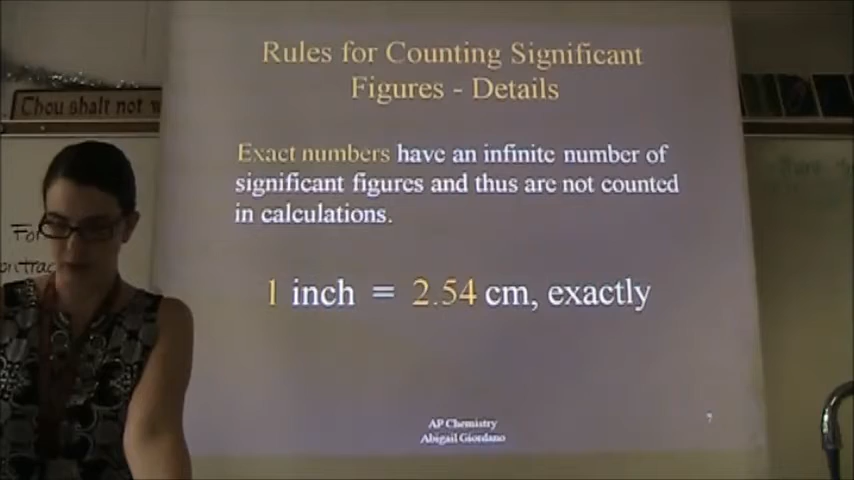 Rules for Counting Significant
Figures - Details
Thou shalt not
Exact numbers have an infinite number of
significant figures and thus are not counted
in calculations.
For
1 inch = 2.54 cm, exactly
AP Chemistry
Abigail Giordano
7